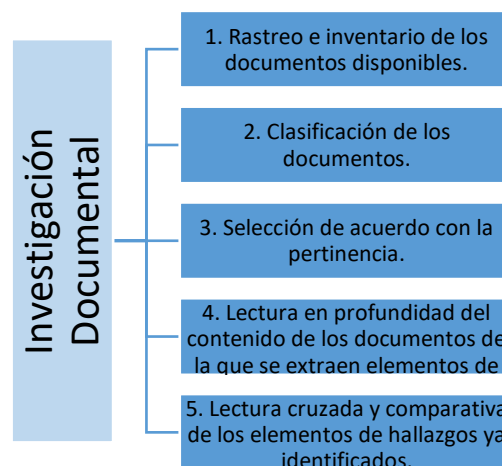 Investigación
Documental
1. Rastreo e inventario de los
documentos disponibles.
2. Clasificación de los
documentos.
3. Selección de acuerdo con la
pertinencia.
4. Lectura en profundidad del
contenido de los documentos de
la que se extraen elementos de
5. Lectura cruzada y comparativa
de los elementos de hallazgos ya
identificados.